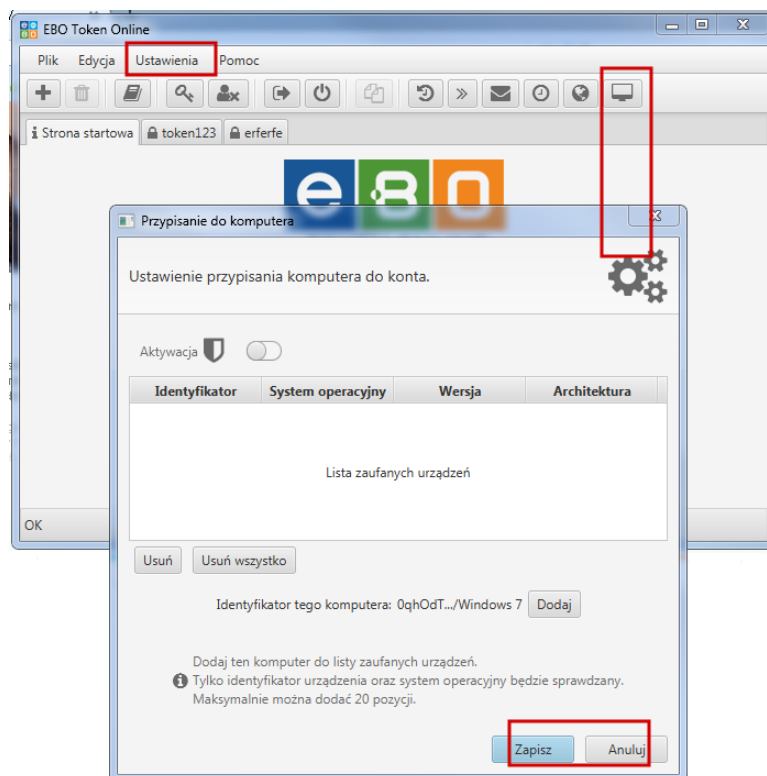 EBO Token Online
Plik Edycja Ustawienia Pomoc
i Strona startowa token123 erferfe
eBO
Przypisanie do komputera
Ustawienie przypisania komputera do konta.
Aktywacja
Identyfikator System operacyjny Wersja Architektura
Lista zaufanych urządzeń
OK
Usuń Usuń wszystko
Identyfikator tego komputera: 0qhOdT.../Windows 7 Dodaj
Dodaj ten komputer do listy zaufanych urządzeń.
Tylko identyfikator urządzenia oraz system operacyjny będzie sprawdzany.
Maksymalnie można dodać 20 pozycji.
Zapisz Anuluj